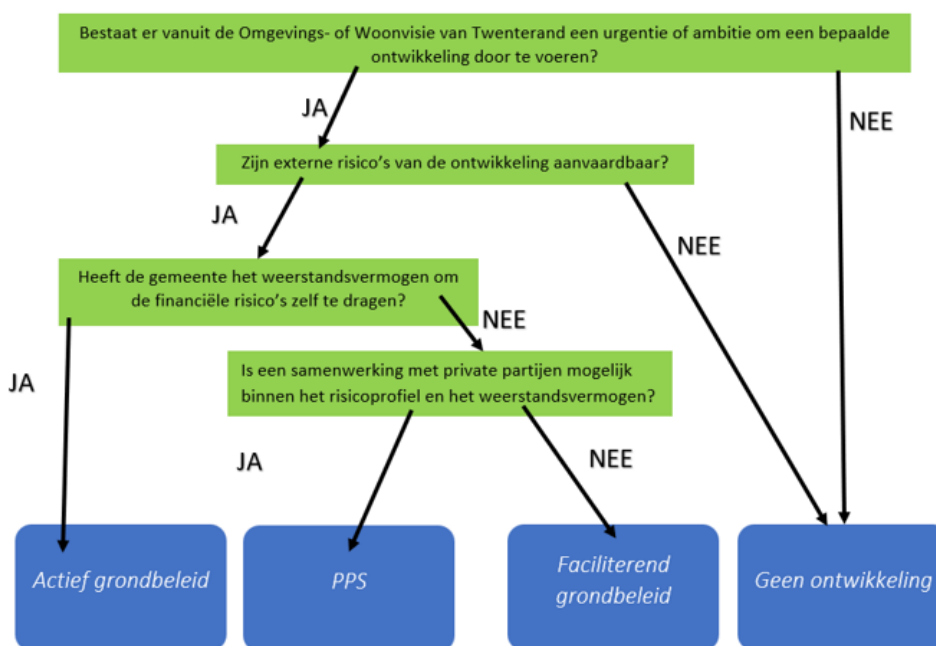 Bestaat er vanuit de Omgevings- of Woonvisie van Twenterand een urgentie of ambitie om een bepaalde
ontwikkeling door te voeren?
JA
NEE
Zijn externe risico's van de ontwikkeling aanvaardbaar?
JA
NEE
Heeft de gemeente het weerstandsvermogen om
de financiële risico's zelf te dragen?
NEE
JA
Is een samenwerking met private partijen mogelijk
binnen het risicoprofiel en het weerstandsvermogen?
JA
NEE
Actief grondbeleid
PPS
Faciliterend
grondbeleid
Geen ontwikkeling